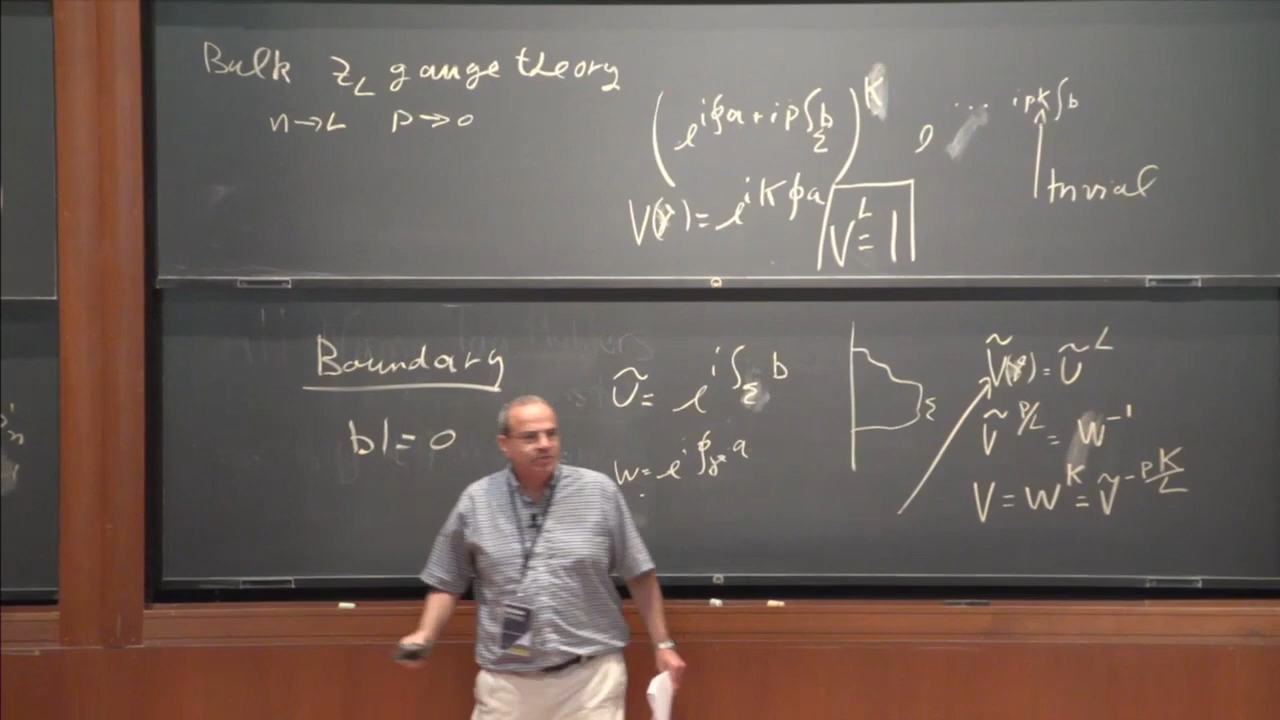 Bulk Z_L gauge theory
n→L P→0
(e^{i∮a+ip∫_Σ b})^K , ... ipK∫b
trivial
V(γ)=e^{iK∮a} V^L=1
Boundary
b|=0
Ũ= e^{i∫_Σ b}
W=e^{i∮_γ a}
Σ
Ṽ(γ)=Ũ^L
Ṽ^{P/L}=W^{-1}
V=W^K=Ṽ^{-PK/L}